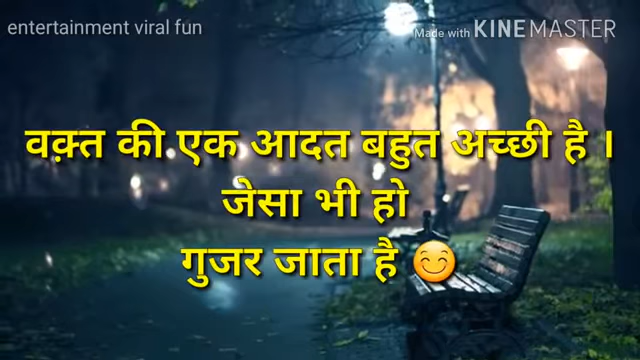 entertainment viral fun
Made with KINEMASTER
वक़्त की एक आदत बहुत अच्छी है ।
जेसा भी हो
गुजर जाता है 😊